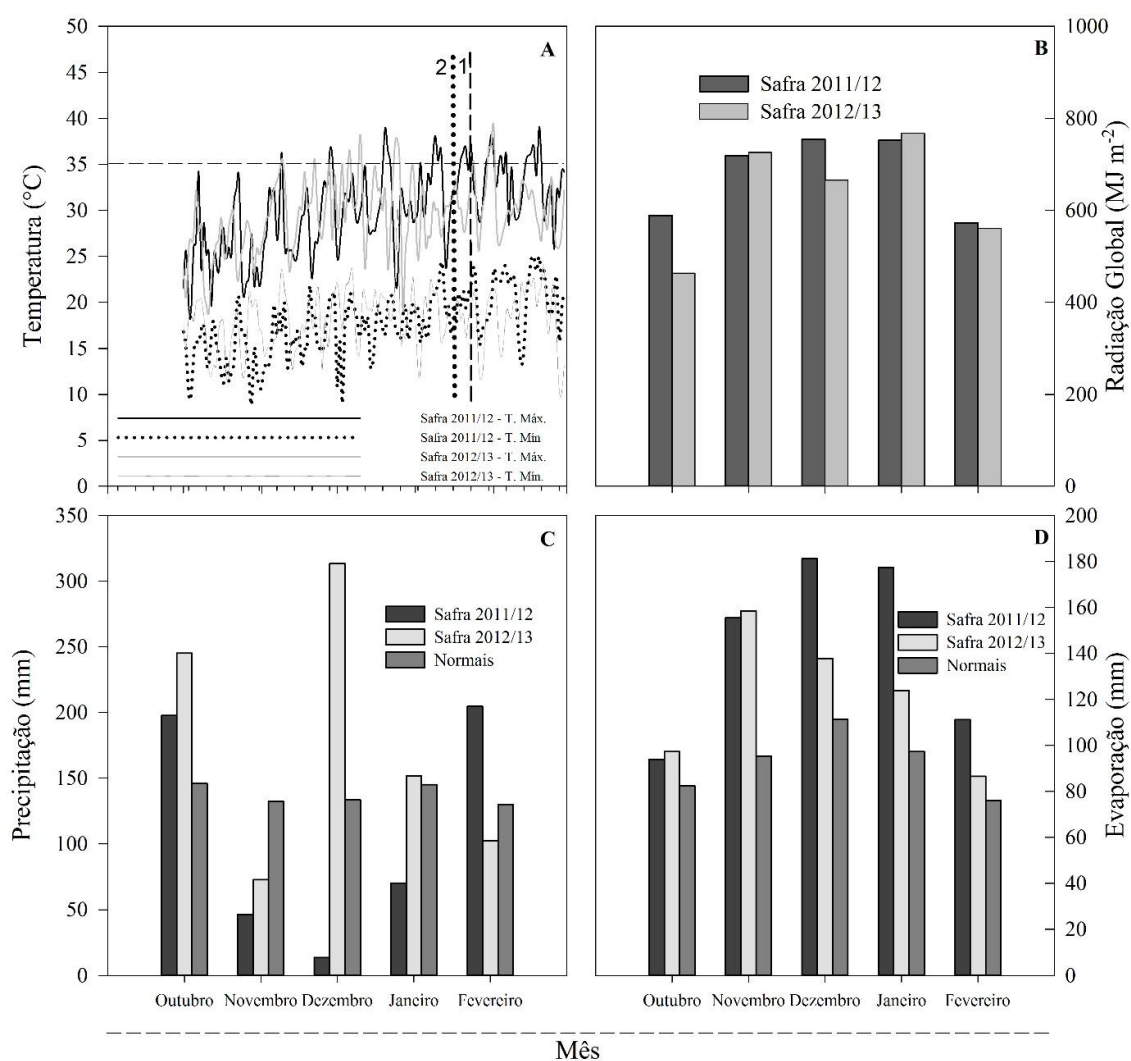 50
45
40
35
30
25
20
15
10
5
0
Temperatura (°C)
A
2 1
Safra 2011/12 - T. Máx.
Safra 2011/12 - T. Min
Safra 2012/13 - T. Máx.
Safra 2012/13 - T. Min.
B
Safra 2011/12
Safra 2012/13
1000
800
600
400
200
0
Radiação Global (MJ m-2)
350
300
250
200
150
100
50
0
Precipitação (mm)
C
Safra 2011/12
Safra 2012/13
Normais
Outubro Novembro Dezembro Janeiro Fevereiro
D
Safra 2011/12
Safra 2012/13
Normais
200
180
160
140
120
100
80
60
40
20
0
Evaporação (mm)
Outubro Novembro Dezembro Janeiro Fevereiro
Mês